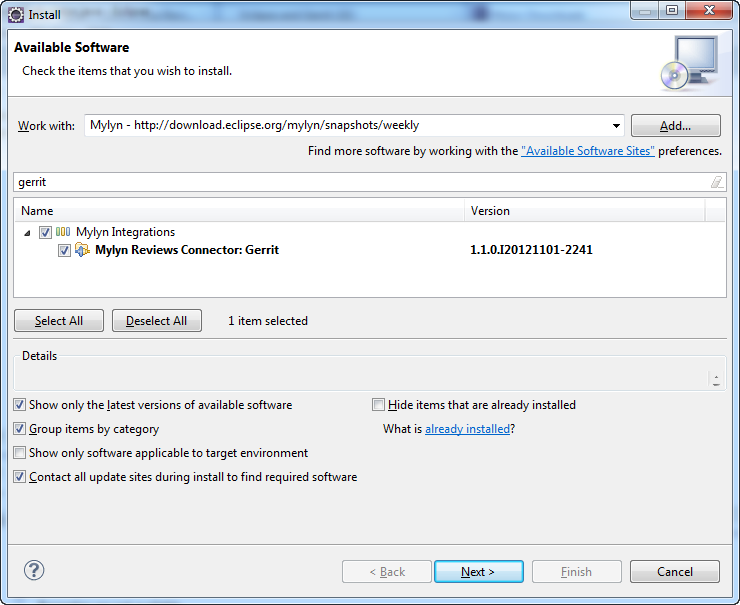 Install
Available Software
Check the items that you wish to install.
Work with: Mylyn - http://download.eclipse.org/mylyn/snapshots/weekly Add...
Find more software by working with the "Available Software Sites" preferences.
gerrit
Name Version
Mylyn Integrations
Mylyn Reviews Connector: Gerrit 1.1.0.I20121101-2241
Select All Deselect All 1 item selected
Details
Show only the latest versions of available software Hide items that are already installed
Group items by category What is already installed?
Show only software applicable to target environment
Contact all update sites during install to find required software
? < Back Next > Finish Cancel